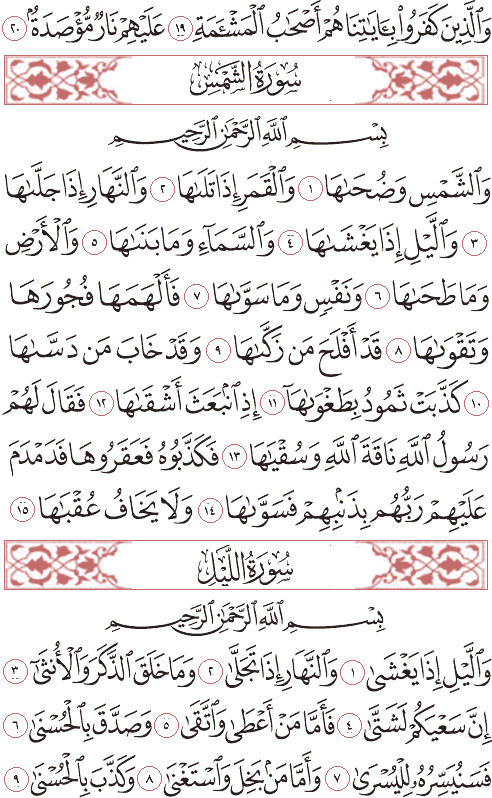 وَٱلَّذِينَ كَفَرُواْ بِـَٔايَٰتِنَا هُمْ أَصْحَٰبُ ٱلْمَشْـَٔمَةِ ١٩ عَلَيْهِمْ نَارٌ مُّؤْصَدَةٌۢ ٢٠
سُورَةُ الشَّمْسِ
بِسْمِ ٱللَّهِ ٱلرَّحْمَٰنِ ٱلرَّحِيمِ
وَٱلشَّمْسِ وَضُحَىٰهَا ١ وَٱلْقَمَرِ إِذَا تَلَىٰهَا ٢ وَٱلنَّهَارِ إِذَا جَلَّىٰهَا
٣ وَٱلَّيْلِ إِذَا يَغْشَىٰهَا ٤ وَٱلسَّمَآءِ وَمَا بَنَىٰهَا ٥ وَٱلْأَرْضِ
وَمَا طَحَىٰهَا ٦ وَنَفْسٍ وَمَا سَوَّىٰهَا ٧ فَأَلْهَمَهَا فُجُورَهَا
وَتَقْوَىٰهَا ٨ قَدْ أَفْلَحَ مَن زَكَّىٰهَا ٩ وَقَدْ خَابَ مَن دَسَّىٰهَا
١٠ كَذَّبَتْ ثَمُودُ بِطَغْوَىٰهَآ ١١ إِذِ ٱنۢبَعَثَ أَشْقَىٰهَا ١٢ فَقَالَ لَهُمْ
رَسُولُ ٱللَّهِ نَاقَةَ ٱللَّهِ وَسُقْيَٰهَا ١٣ فَكَذَّبُوهُ فَعَقَرُوهَا فَدَمْدَمَ
عَلَيْهِمْ رَبُّهُم بِذَنۢبِهِمْ فَسَوَّىٰهَا ١٤ وَلَا يَخَافُ عُقْبَٰهَا ١٥
سُورَةُ اللَّيْلِ
بِسْمِ ٱللَّهِ ٱلرَّحْمَٰنِ ٱلرَّحِيمِ
وَٱلَّيْلِ إِذَا يَغْشَىٰ ١ وَٱلنَّهَارِ إِذَا تَجَلَّىٰ ٢ وَمَا خَلَقَ ٱلذَّكَرَ وَٱلْأُنثَىٰٓ ٣
إِنَّ سَعْيَكُمْ لَشَتَّىٰ ٤ فَأَمَّا مَنْ أَعْطَىٰ وَٱتَّقَىٰ ٥ وَصَدَّقَ بِٱلْحُسْنَىٰ ٦
فَسَنُيَسِّرُهُۥ لِلْيُسْرَىٰ ٧ وَأَمَّا مَنۢ بَخِلَ وَٱسْتَغْنَىٰ ٨ وَكَذَّبَ بِٱلْحُسْنَىٰ ٩